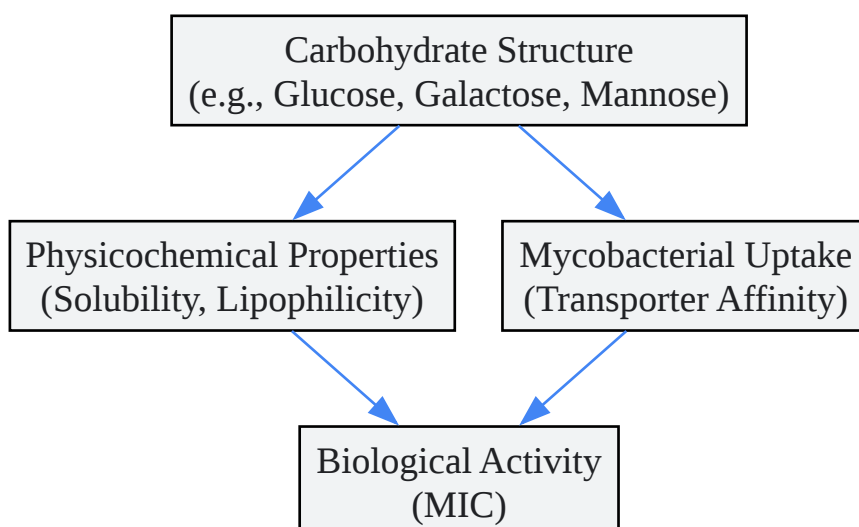 Carbohydrate Structure
(e.g., Glucose, Galactose, Mannose)
Physicochemical Properties
(Solubility, Lipophilicity)
Mycobacterial Uptake
(Transporter Affinity)
Biological Activity
(MIC)